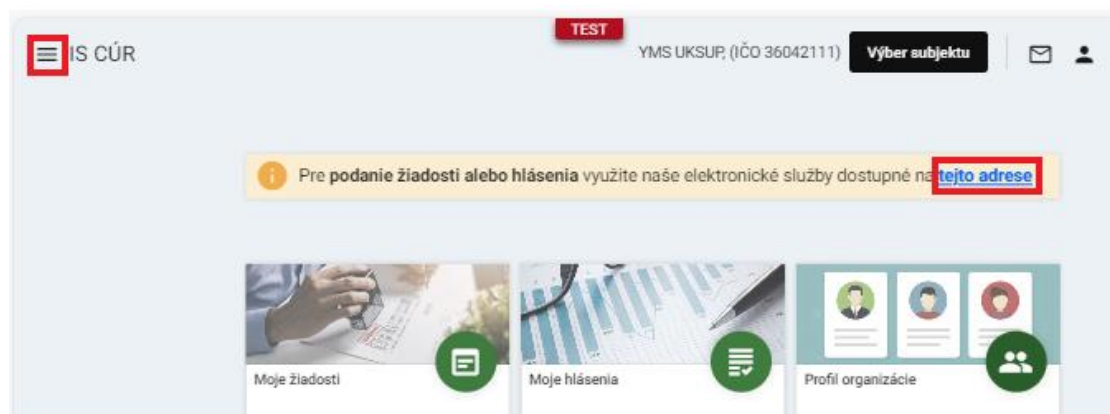 TEST
IS CÚR
YMS UKSUP, (IČO 36042111)
Výber subjektu
Pre podanie žiadosti alebo hlásenia využite naše elektronické služby dostupné na tejto adrese
Moje žiadosti
Moje hlásenia
Profil organizácie